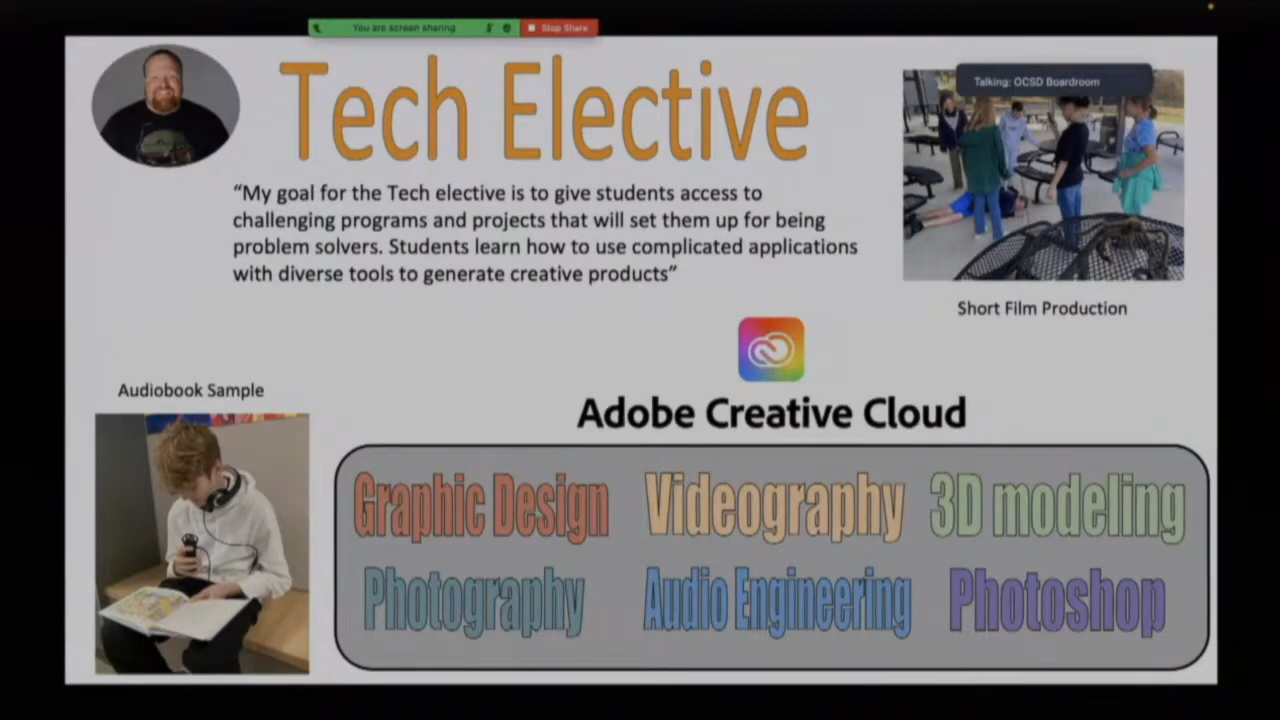 You are screen sharing
Stop Share
Tech Elective
Talking: OCSD Boardroom
“My goal for the Tech elective is to give students access to
challenging programs and projects that will set them up for being
problem solvers. Students learn how to use complicated applications
with diverse tools to generate creative products”
Short Film Production
Audiobook Sample
Adobe Creative Cloud
Graphic Design
Videography
3D modeling
Photography
Audio Engineering
Photoshop